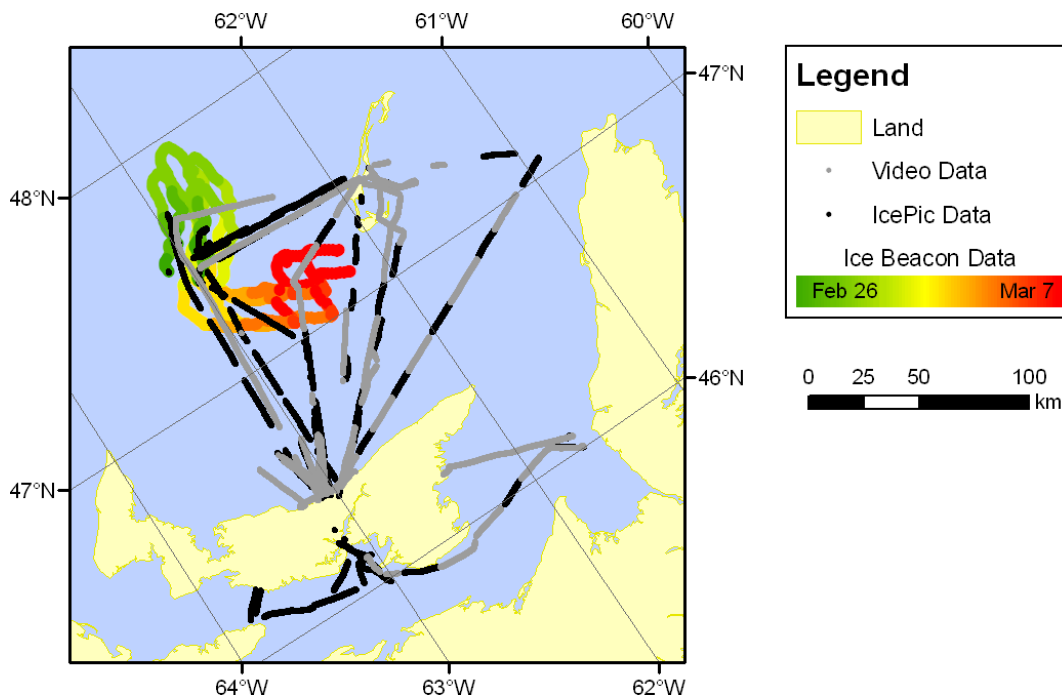 62°W 61°W 60°W
47°N
48°N
46°N
47°N
64°W 63°W 62°W
Legend
Land
Video Data
IcePic Data
Ice Beacon Data
Feb 26 Mar 7
0 25 50 100
km